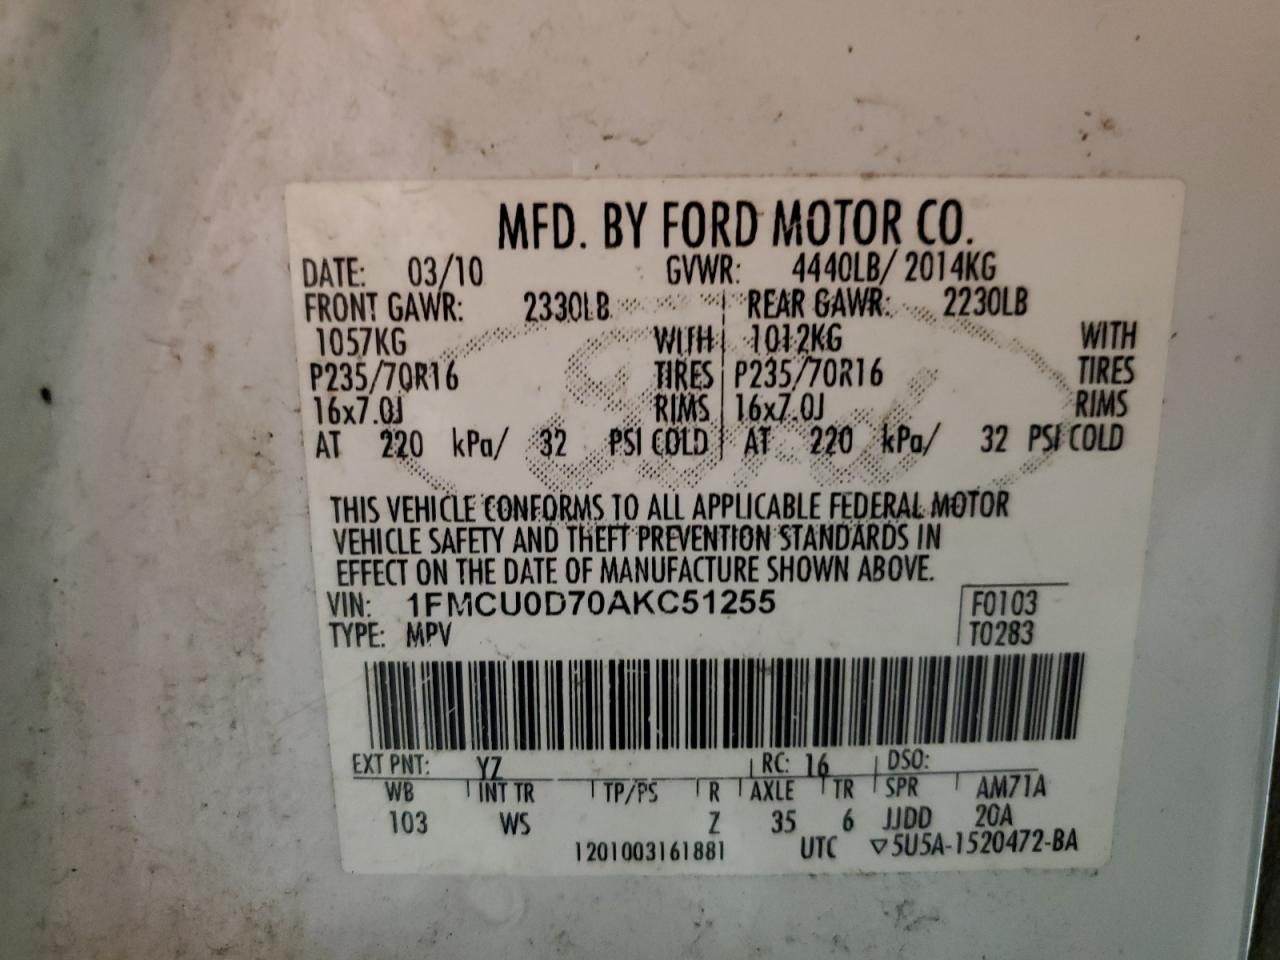 MFD. BY FORD MOTOR CO.
DATE: 03/10 GVWR: 4440LB/ 2014KG
FRONT GAWR: 2330LB REAR GAWR: 2230LB
1057KG WITH 1012KG WITH
P235/70R16 TIRES P235/70R16 TIRES
16x7.0J RIMS 16x7.0J RIMS
AT 220 kPa/ 32 PSI COLD AT 220 kPa/ 32 PSI COLD
THIS VEHICLE CONFORMS TO ALL APPLICABLE FEDERAL MOTOR
VEHICLE SAFETY AND THEFT PREVENTION STANDARDS IN
EFFECT ON THE DATE OF MANUFACTURE SHOWN ABOVE.
VIN: 1FMCU0D70AKC51255 F0103
TYPE: MPV T0283
EXT PNT: YZ RC: 16 DSO:
WB INT TR TP/PS R AXLE TR SPR AM71A
103 WS Z 35 6 JJDD 20A
1201003161881 UTC ▽5U5A-1520472-BA